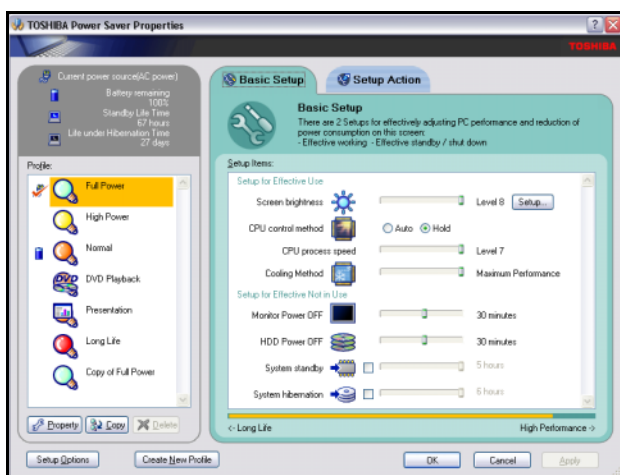 TOSHIBA Power Saver Properties
TOSHIBA
Current power source(AC power)
Battery remaining
100%
Standby Life Time
67 hours
Life under Hibernation Time
27 days
Profile:
Full Power
High Power
Normal
DVD Playback
Presentation
Long Life
Copy of Full Power
Property
Copy
Delete
Basic Setup
Setup Action
Basic Setup
There are 2 Setups for effectively adjusting PC performance and reduction of
power consumption on this screen:
- Effective working - Effective standby / shut down
Setup Items:
Setup for Effective Use
Screen brightness Level 8 Setup...
CPU control method Auto Hold
CPU process speed Level 7
Cooling Method Maximum Performance
Setup for Effective Not in Use
Monitor Power OFF 30 minutes
HDD Power OFF 30 minutes
System standby 5 hours
System hibernation 6 hours
<- Long Life High Performance ->
Setup Options Create New Profile OK Cancel Apply